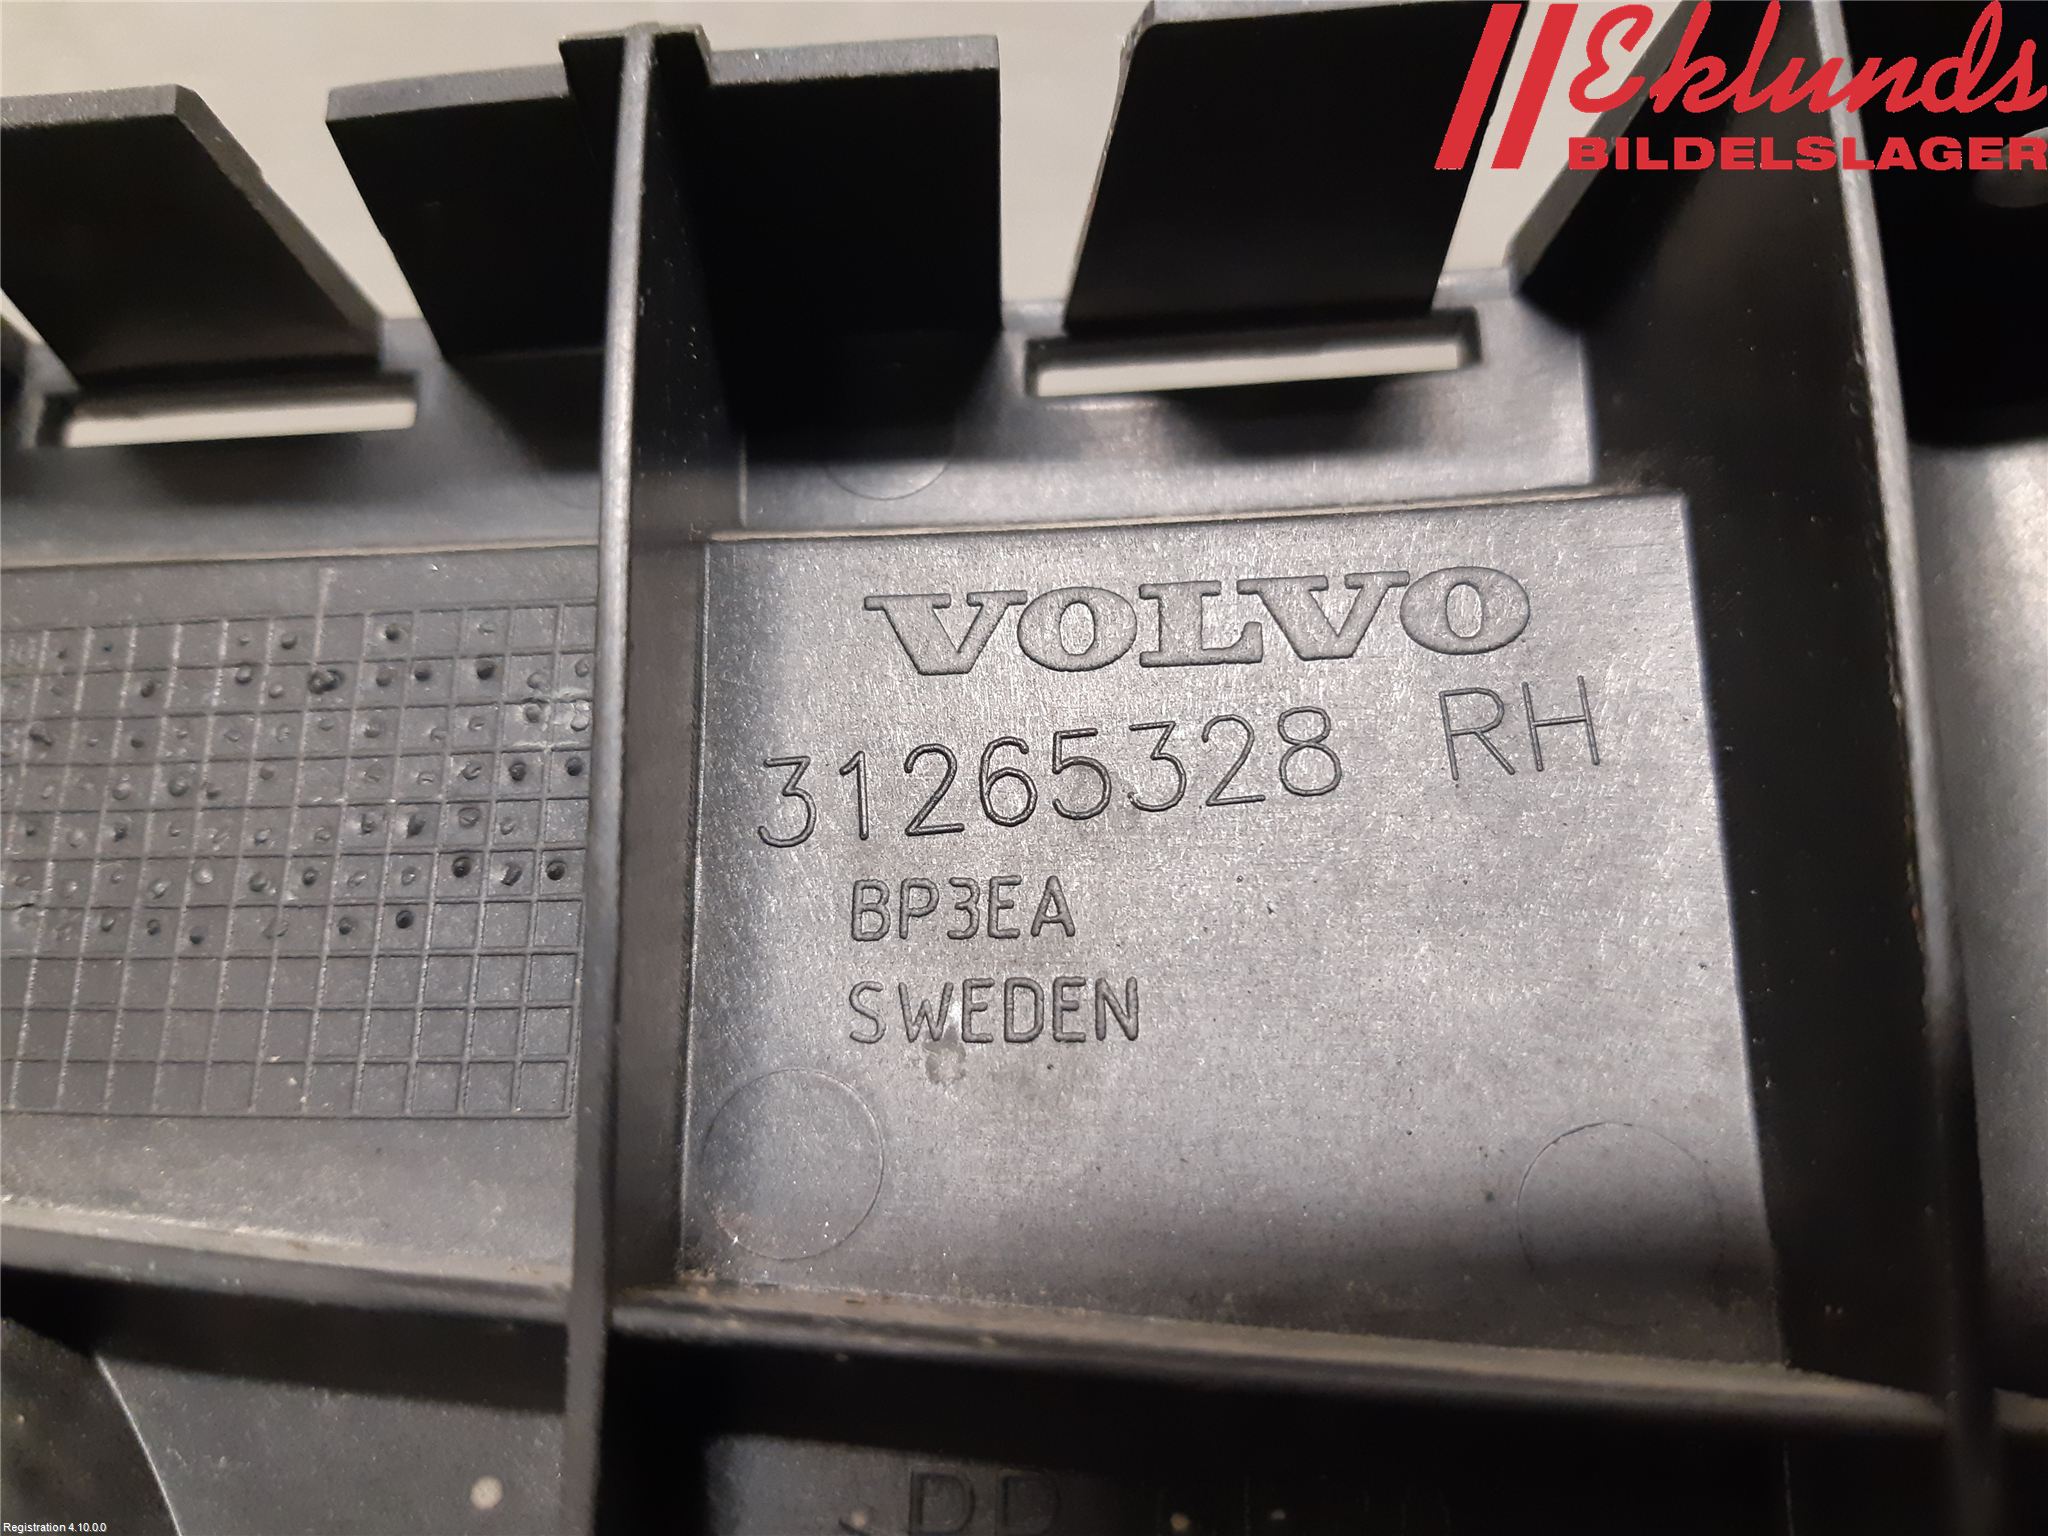 Eklunds
BILDELSLAGER
VOLVO
31265328 RH
BP3EA
SWEDEN
Registration 4.10.0.0